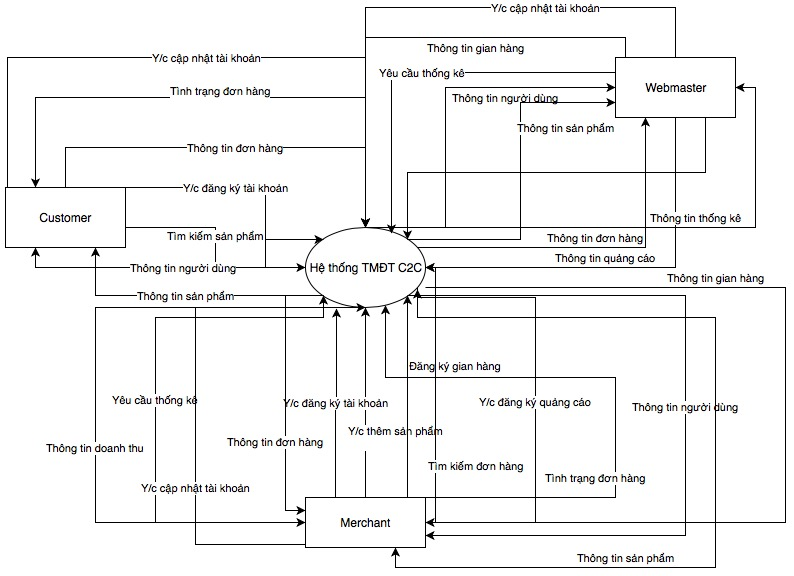 Y/c cập nhật tài khoản
Thông tin gian hàng
Y/c cập nhật tài khoản
Yêu cầu thống kê
Webmaster
Tình trạng đơn hàng
Thông tin người dùng
Thông tin sản phẩm
Thông tin đơn hàng
Y/c đăng ký tài khoản
Customer
Thông tin thống kê
Tìm kiếm sản phẩm
Thông tin đơn hàng
Thông tin quảng cáo
Thông tin người dùng
Hệ thống TMĐT C2C
Thông tin gian hàng
Thông tin sản phẩm
Đăng ký gian hàng
Yêu cầu thống kê
Y/c đăng ký tài khoản
Y/c đăng ký quảng cáo
Thông tin người dùng
Y/c thêm sản phẩm
Thông tin đơn hàng
Thông tin doanh thu
Tìm kiếm đơn hàng
Tình trạng đơn hàng
Y/c cập nhật tài khoản
Merchant
Thông tin sản phẩm